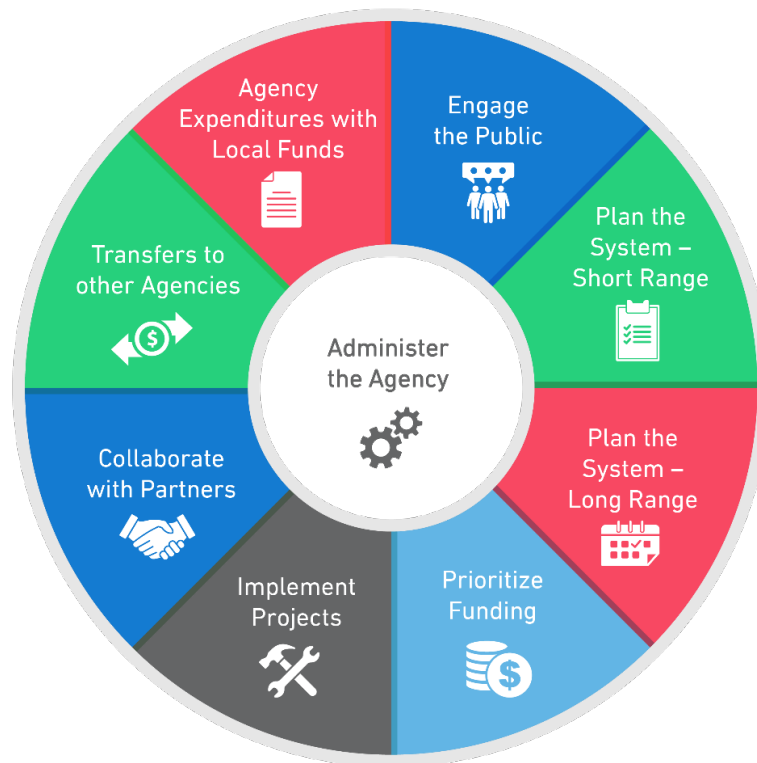 Agency
Expenditures with
Local Funds
Engage
the Public
Plan the
System –
Short Range
Transfers to
other Agencies
$
Administer
the Agency
Plan the
System –
Long Range
Collaborate
with Partners
Implement
Projects
Prioritize
Funding
$